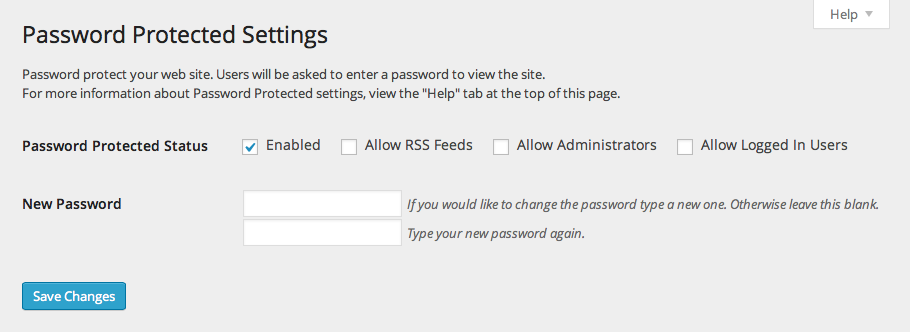 Help
Password Protected Settings
Password protect your web site. Users will be asked to enter a password to view the site.
For more information about Password Protected settings, view the "Help" tab at the top of this page.
Password Protected Status Enabled Allow RSS Feeds Allow Administrators Allow Logged In Users
New Password If you would like to change the password type a new one. Otherwise leave this blank.
Type your new password again.
Save Changes